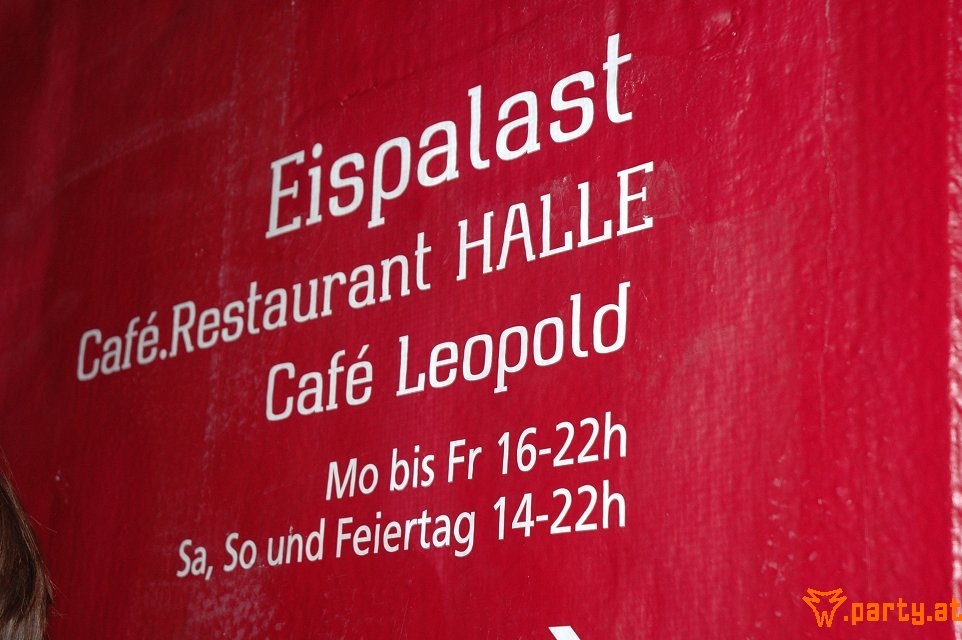 Eispalast
Café.Restaurant HALLE
Café Leopold
Mo bis Fr 16-22h
Sa, So und Feiertag 14-22h
.party.at